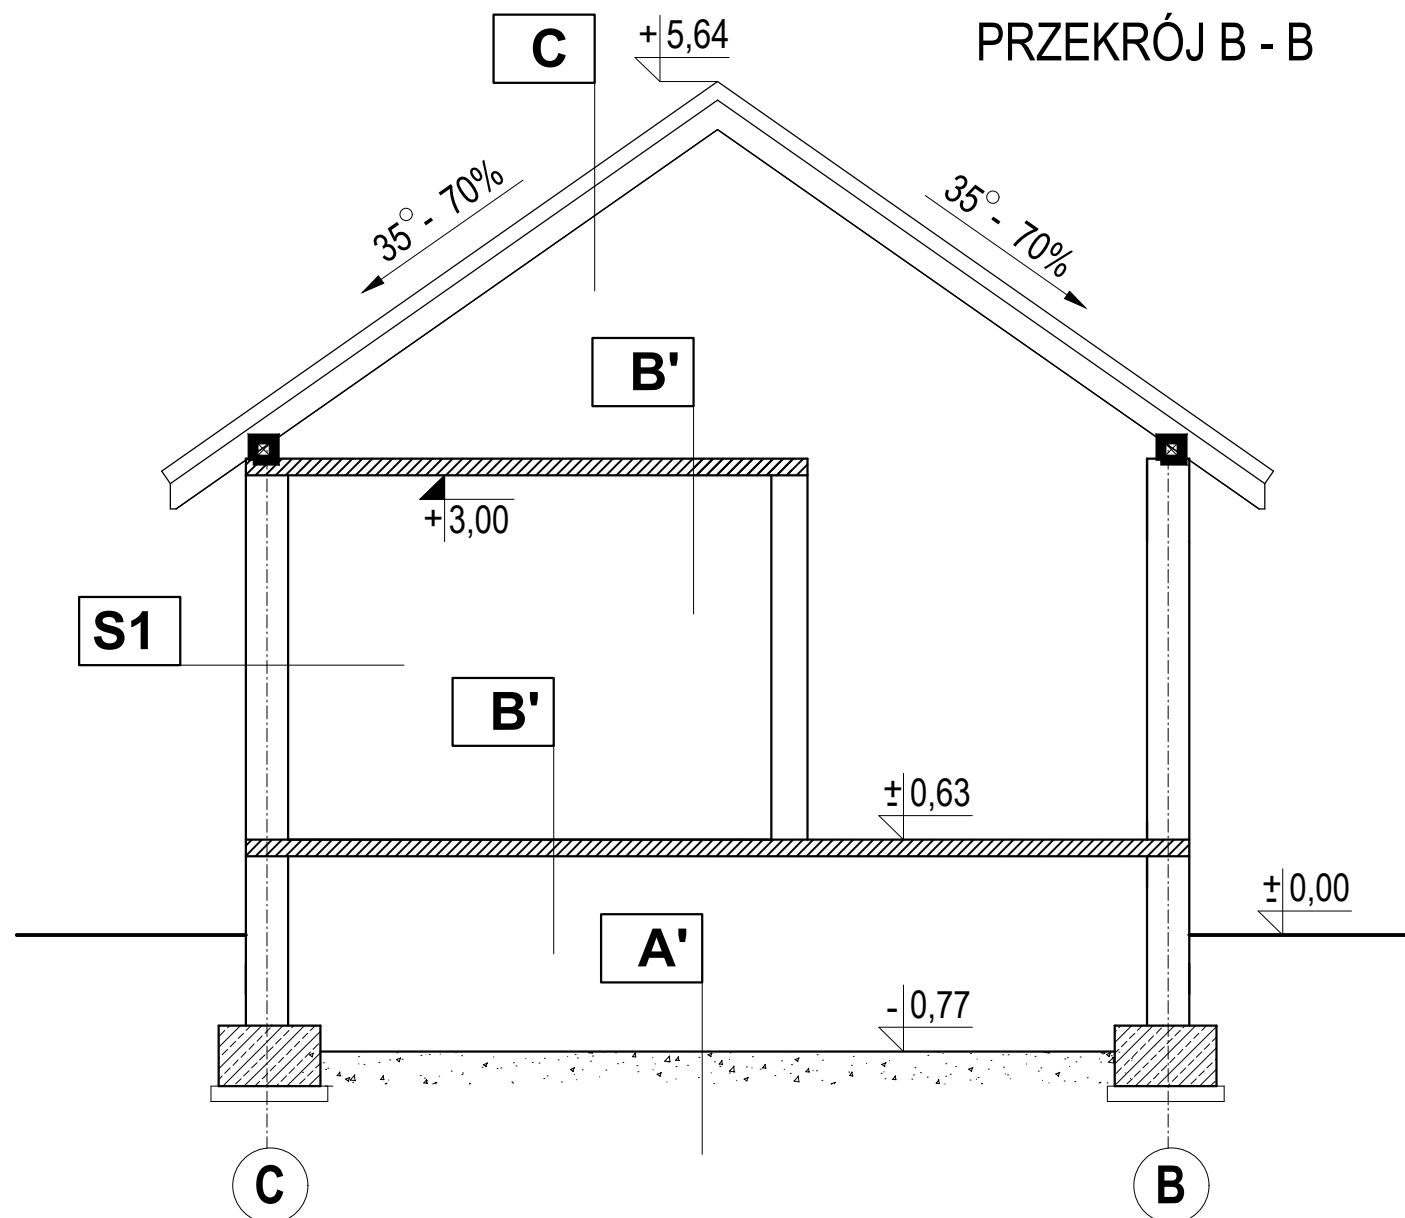 PRZEKRÓJ B - B
C
+5,64
35° - 70%
35° - 70%
B'
+3,00
S1
B'
±0,63
±0,00
A'
-0,77
C
B